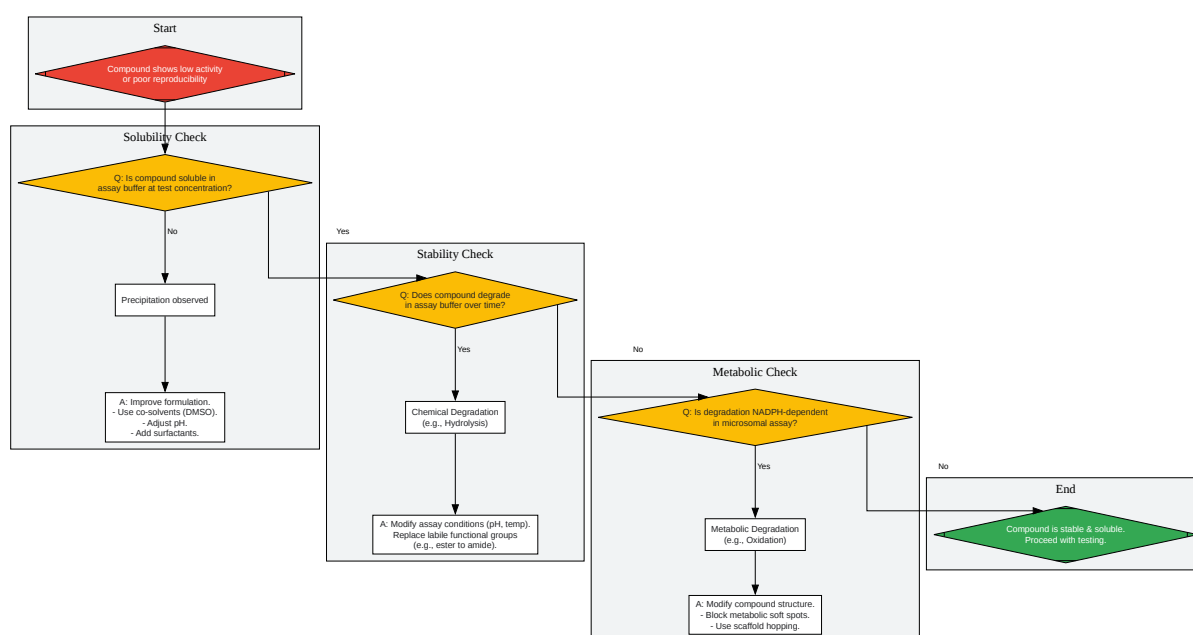 Start
Compound shows low activity
or poor reproducibility
Solubility Check
Q: Is compound soluble in
assay buffer at test concentration?
No
Yes
Precipitation observed
A: Improve formulation.
- Use co-solvents (DMSO).
- Adjust pH.
- Add surfactants.
Stability Check
Q: Does compound degrade
in assay buffer over time?
Yes
No
Chemical Degradation
(e.g., Hydrolysis)
A: Modify assay conditions (pH, temp).
Replace labile functional groups
(e.g., ester to amide).
Metabolic Check
Q: Is degradation NADPH-dependent
in microsomal assay?
Yes
No
Metabolic Degradation
(e.g., Oxidation)
A: Modify compound structure.
- Block metabolic soft spots.
- Use scaffold hopping.
End
Compound is stable & soluble.
Proceed with testing.